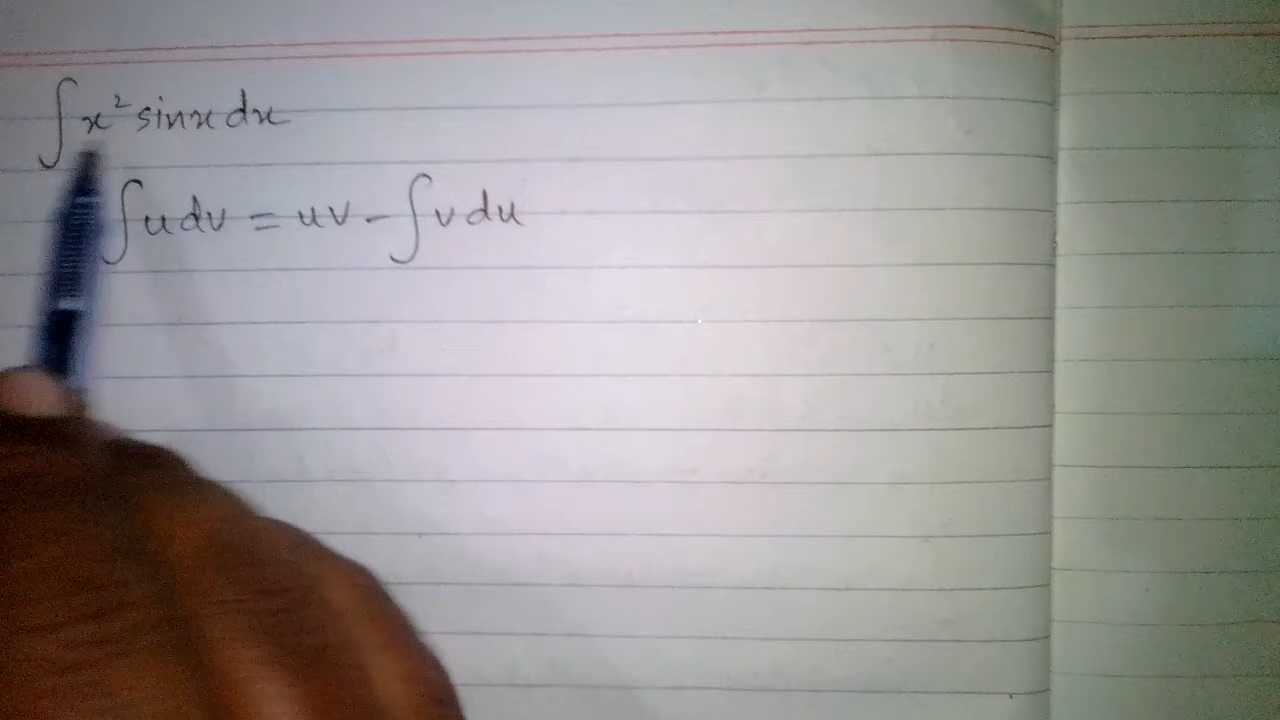 ∫x² sinx dx
∫u dv = uv - ∫v du